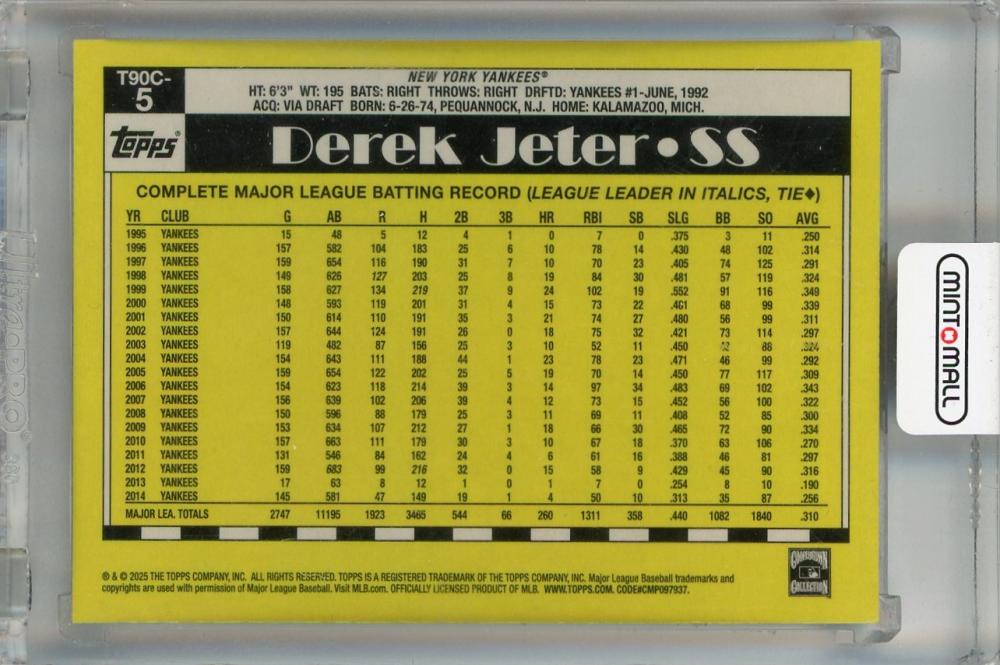 T90C-
5
NEW YORK YANKEES®
HT: 6'3" WT: 195 BATS: RIGHT THROWS: RIGHT DRFTD: YANKEES #1-JUNE, 1992
ACQ: VIA DRAFT BORN: 6-26-74, PEQUANNOCK, N.J. HOME: KALAMAZOO, MICH.
Topps®
Derek Jeter•SS
COMPLETE MAJOR LEAGUE BATTING RECORD (LEAGUE LEADER IN ITALICS, TIE◆)
YR CLUB G AB R H 2B 3B HR RBI SB SLG BB SO AVG
1995 YANKEES 15 48 5 12 4 1 0 7 0 .375 3 11 .250
1996 YANKEES 157 582 104 183 25 6 10 78 14 .430 48 102 .314
1997 YANKEES 159 654 116 190 31 7 10 70 23 .405 74 125 .291
1998 YANKEES 149 626 127 203 25 8 19 84 30 .481 57 119 .324
1999 YANKEES 158 627 134 219 37 9 24 102 19 .552 91 116 .349
2000 YANKEES 148 593 119 201 31 4 15 73 22 .481 68 99 .339
2001 YANKEES 150 614 110 191 35 3 21 74 27 .480 56 99 .311
2002 YANKEES 157 644 124 191 26 0 18 75 32 .421 73 114 .297
2003 YANKEES 119 482 87 156 25 3 10 52 11 .450 88 .324
2004 YANKEES 154 643 111 188 44 1 23 78 23 .471 46 99 .292
2005 YANKEES 159 654 122 202 25 5 19 70 14 .450 77 117 .309
2006 YANKEES 154 623 118 214 39 3 14 97 34 .483 69 102 .343
2007 YANKEES 156 639 102 206 39 4 12 73 15 .452 56 100 .322
2008 YANKEES 150 596 88 179 25 3 11 69 11 .408 52 85 .300
2009 YANKEES 153 634 107 212 27 1 18 66 30 .465 72 90 .334
2010 YANKEES 157 663 111 179 30 3 10 67 18 .370 63 106 .270
2011 YANKEES 131 546 84 162 24 4 6 61 16 .388 46 81 .297
2012 YANKEES 159 683 99 216 32 0 15 58 9 .429 45 90 .316
2013 YANKEES 17 63 8 12 1 0 1 7 0 .254 8 10 .190
2014 YANKEES 145 581 47 149 19 1 4 50 10 .313 35 87 .256
MAJOR LEA. TOTALS 2747 11195 1923 3465 544 66 260 1311 358 .440 1082 1840 .310
® & © 2025 THE TOPPS COMPANY, INC. ALL RIGHTS RESERVED. TOPPS IS A REGISTERED TRADEMARK OF THE TOPPS COMPANY, INC. Major League Baseball trademarks and
copyrights are used with permission of Major League Baseball. Visit MLB.com. OFFICIALLY LICENSED PRODUCT OF MLB. WWW.TOPPS.COM. CODE#CMP097937.
COOPERSTOWN
COLLECTION
MINT MALL